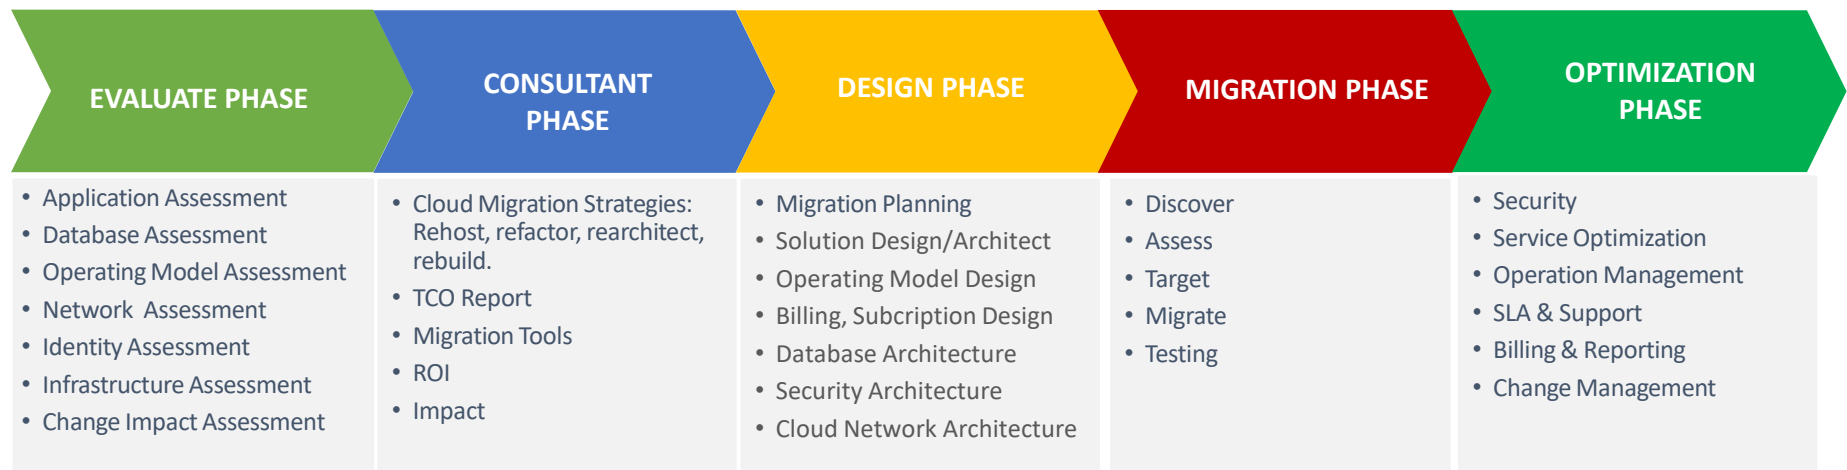 EVALUATE PHASE
• Application Assessment
• Database Assessment
• Operating Model Assessment
• Network Assessment
• Identity Assessment
• Infrastructure Assessment
• Change Impact Assessment
CONSULTANT
PHASE
• Cloud Migration Strategies:
Rehost, refactor, rearchitect,
rebuild.
• TCO Report
• Migration Tools
• ROI
• Impact
DESIGN PHASE
• Migration Planning
• Solution Design/Architect
• Operating Model Design
• Billing, Subcription Design
• Database Architecture
• Security Architecture
• Cloud Network Architecture
MIGRATION PHASE
• Discover
• Assess
• Target
• Migrate
• Testing
OPTIMIZATION
PHASE
• Security
• Service Optimization
• Operation Management
• SLA & Support
• Billing & Reporting
• Change Management